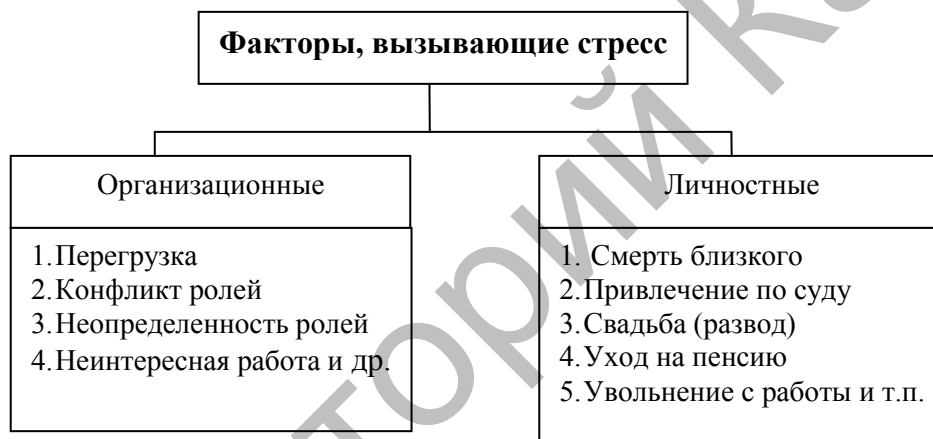 Факторы, вызывающие стресс
Организационные
1.Перегрузка
2.Конфликт ролей
3.Неопределенность ролей
4.Неинтересная работа и др.
Личностные
1. Смерть близкого
2.Привлечение по суду
3.Свадьба (развод)
4.Уход на пенсию
5.Увольнение с работы и т.п.